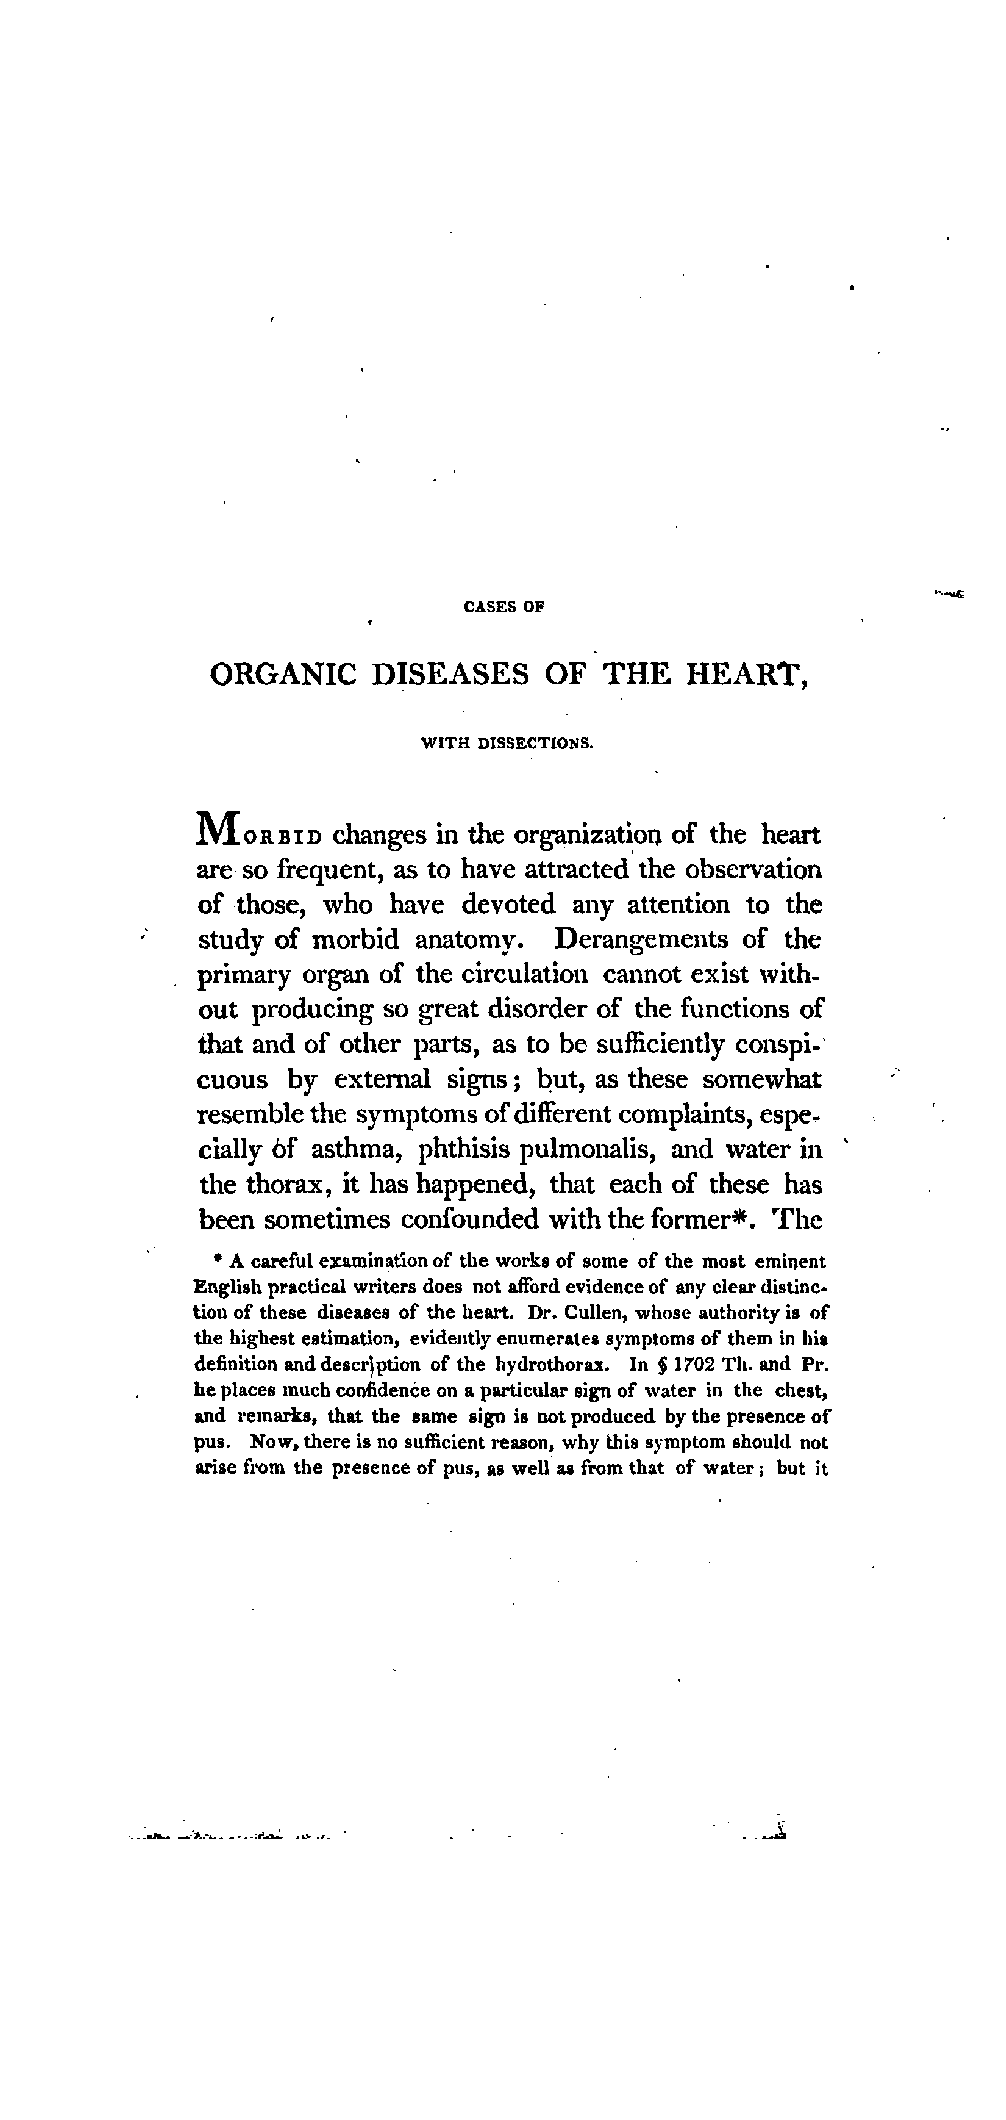 CASES OF
ORGANIC DISEASES OF THE HEART,
WITH DISSECTIONS.
MORBID changes in the organization of the heart
are so frequent, as to have attracted the observation
of those, who have devoted any attention to the
study of morbid anatomy. Derangements of the
primary organ of the circulation cannot exist with-
out producing so great disorder of the functions of
that and of other parts, as to be sufficiently conspi-
cuous by external signs; but, as these somewhat
resemble the symptoms of different complaints, espe-
cially of asthma, phthisis pulmonalis, and water in
the thorax, it has happened, that each of these has
been sometimes confounded with the former*. The
* A careful examination of the works of some of the most eminent
English practical writers does not afford evidence of any clear distinc-
tion of these diseases of the heart. Dr. Cullen, whose authority is of
the highest estimation, evidently enumerates symptoms of them in his
definition and description of the hydrothorax. In § 1702 Th. and Pr.
he places much confidence on a particular sign of water in the chest,
and remarks, that the same sign is not produced by the presence of
pus. Now, there is no sufficient reason, why this symptom should not
arise from the presence of pus, as well as from that of water; but it